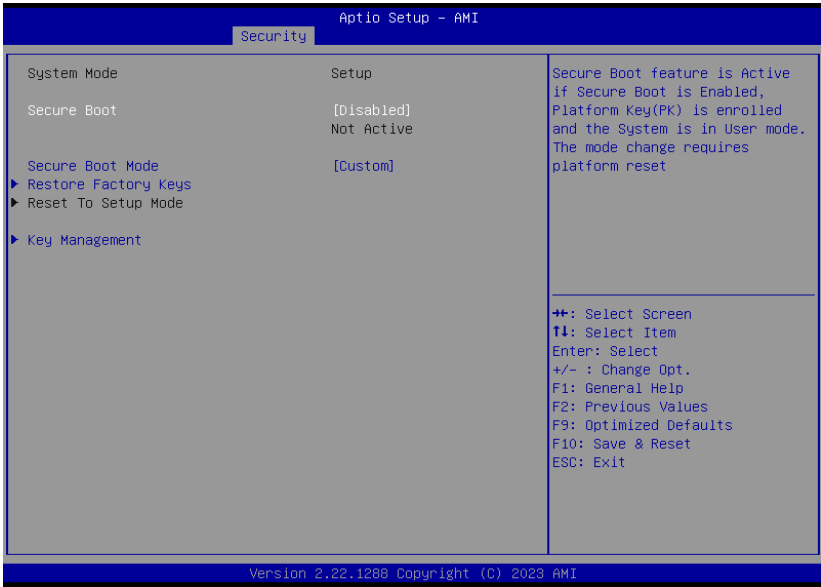 Aptio Setup – AMI
Security
System Mode Setup
Secure Boot [Disabled]
Not Active
Secure Boot Mode [Custom]
Restore Factory Keys
Reset To Setup Mode
Key Management
Secure Boot feature is Active
if Secure Boot is Enabled,
Platform Key(PK) is enrolled
and the System is in User mode.
The mode change requires
platform reset
→←: Select Screen
↑↓: Select Item
Enter: Select
+/- : Change Opt.
F1: General Help
F2: Previous Values
F9: Optimized Defaults
F10: Save & Reset
ESC: Exit
Version 2.22.1288 Copyright (C) 2023 AMI